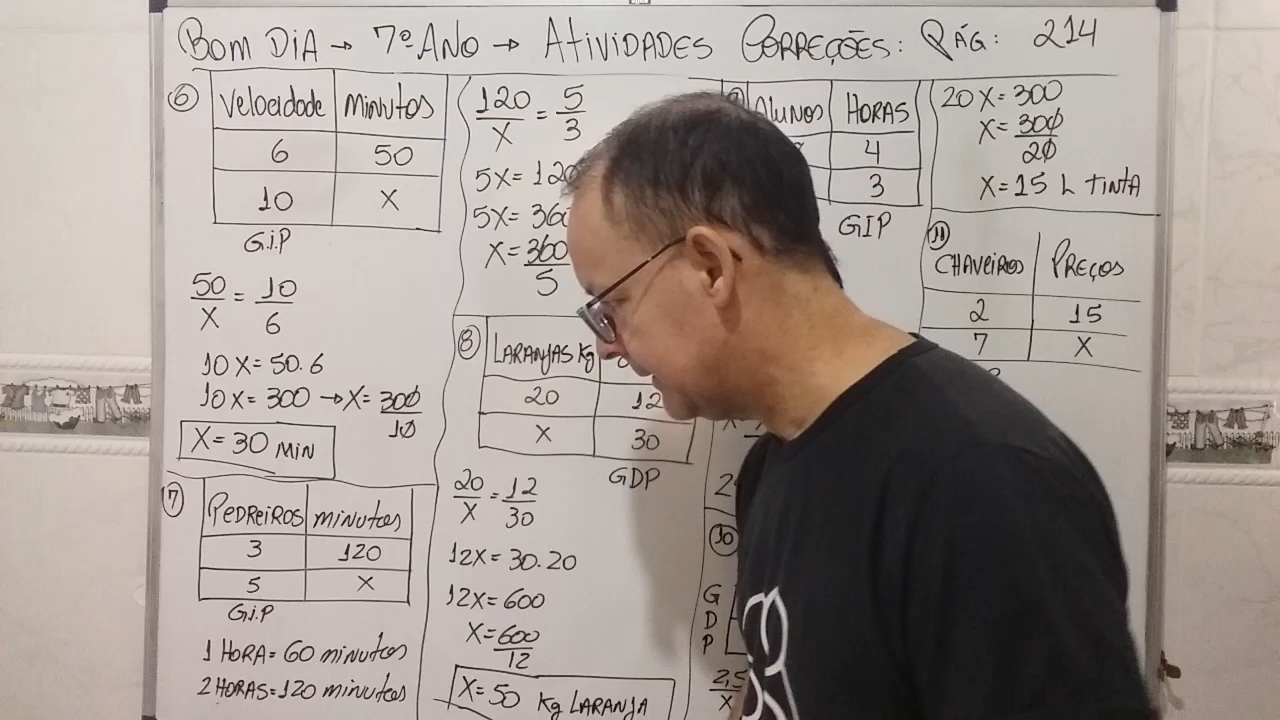 BOM DIA → 7º ANO → ATIVIDADES CORREÇÕES: PÁG: 214
6
Velocidade Minutos
6 50
10 X
G.i.P
50/X = 10/6
10X = 50.6
10X = 300 → X = 300/10
X = 30 MIN
7
PEDREIROS minutos
3 120
5 X
G.i.P
1 HORA = 60 minutos
2 HORAS = 120 minutos
120/X = 5/3
5X = 120
5X = 360
X = 360/5
8
LARANJAS Kg
20 12
X 30
GDP
20/X = 12/30
12X = 30.20
12X = 600
X = 600/12
X = 50 Kg LARANJA
ALUNOS HORAS
4
3
GIP
10
G
D
P
2,5/X
20X = 300
X = 300/20
X = 15 L TINTA
11
CHAVEIROS PREÇOS
2 15
7 X